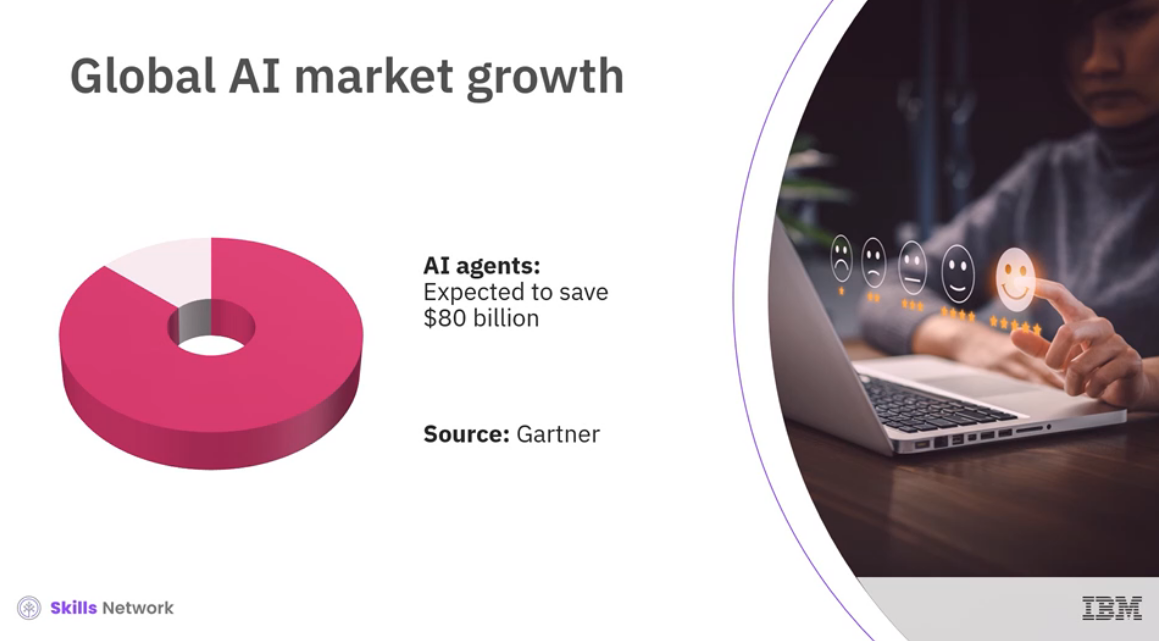 Global AI market growth
AI agents:
Expected to save
$80 billion
Source: Gartner
Skills Network
IBM